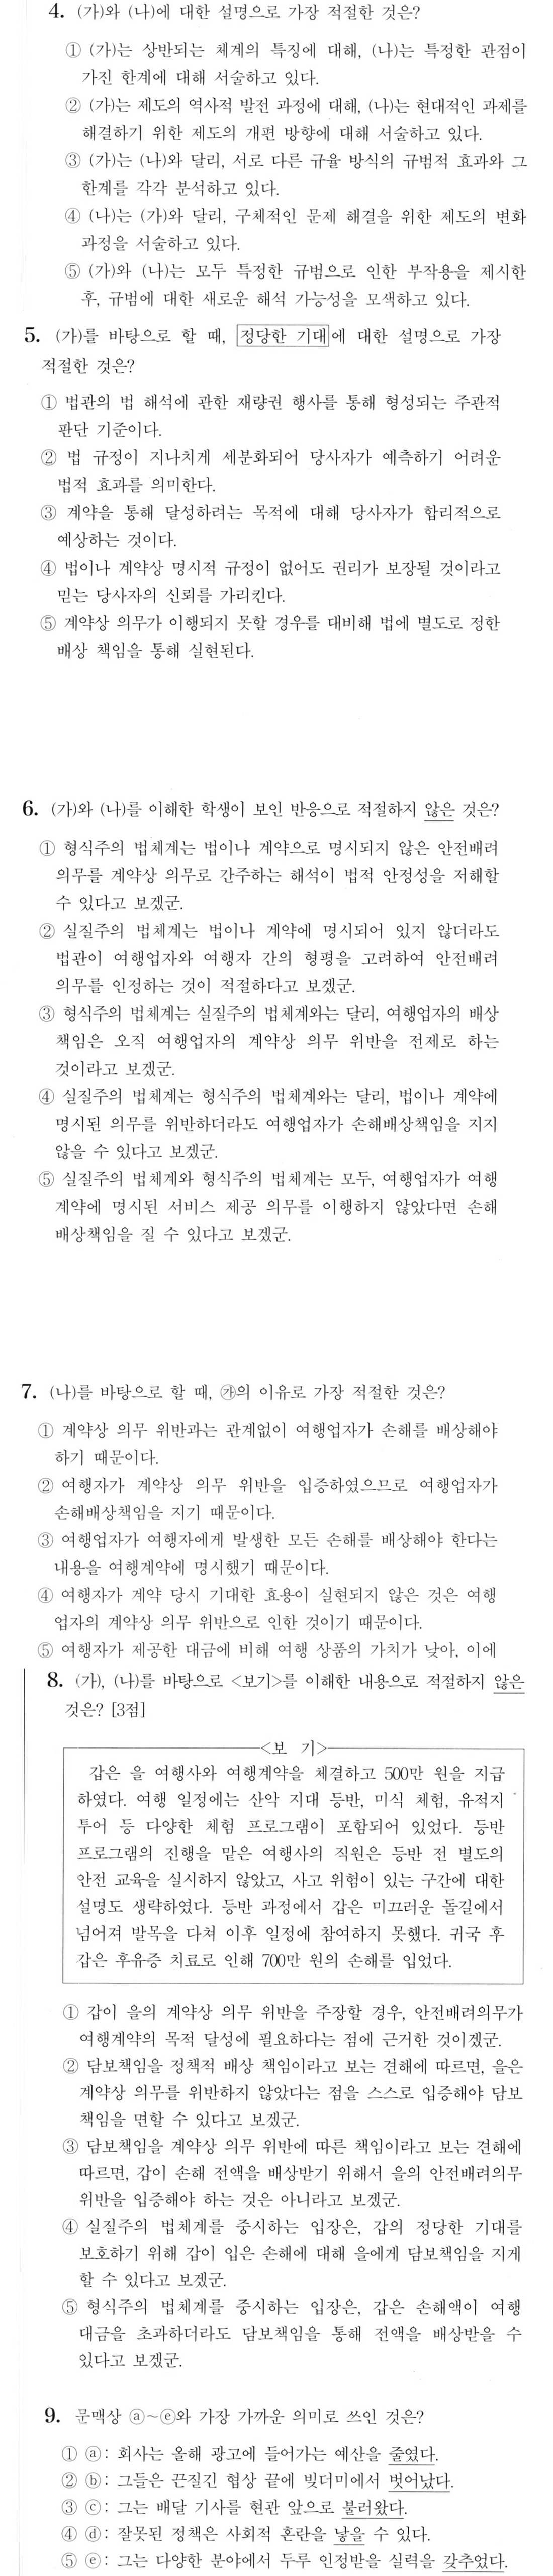 4. (가)와 (나)에 대한 설명으로 가장 적절한 것은?
① (가)는 상반되는 체계의 특징에 대해, (나)는 특정한 관점이
가진 한계에 대해 서술하고 있다.
② (가)는 제도의 역사적 발전 과정에 대해, (나)는 현대적인 과제를
해결하기 위한 제도의 개편 방향에 대해 서술하고 있다.
③ (가)는 (나)와 달리, 서로 다른 규율 방식의 규범적 효과와 그
한계를 각각 분석하고 있다.
④ (나)는 (가)와 달리, 구체적인 문제 해결을 위한 제도의 변화
과정을 서술하고 있다.
⑤ (가)와 (나)는 모두 특정한 규범으로 인한 부작용을 제시한
후, 규범에 대한 새로운 해석 가능성을 모색하고 있다.
5. (가)를 바탕으로 할 때, 정당한 기대에 대한 설명으로 가장
적절한 것은?
① 법관의 법 해석에 관한 재량권 행사를 통해 형성되는 주관적
판단 기준이다.
② 법 규정이 지나치게 세분화되어 당사자가 예측하기 어려운
법적 효과를 의미한다.
③ 계약을 통해 달성하려는 목적에 대해 당사자가 합리적으로
예상하는 것이다.
④ 법이나 계약상 명시적 규정이 없어도 권리가 보장될 것이라고
믿는 당사자의 신뢰를 가리킨다.
⑤ 계약상 의무가 이행되지 못할 경우를 대비해 법에 별도로 정한
배상 책임을 통해 실현된다.
6. (가)와 (나)를 이해한 학생이 보인 반응으로 적절하지 않은 것은?
① 형식주의 법체계는 법이나 계약으로 명시되지 않은 안전배려
의무를 계약상 의무로 간주하는 해석이 법적 안정성을 저해할
수 있다고 보겠군.
② 실질주의 법체계는 법이나 계약에 명시되어 있지 않더라도
법관이 여행업자와 여행자 간의 형평을 고려하여 안전배려
의무를 인정하는 것이 적절하다고 보겠군.
③ 형식주의 법체계는 실질주의 법체계와는 달리, 여행업자의 배상
책임은 오직 여행업자의 계약상 의무 위반을 전제로 하는
것이라고 보겠군.
④ 실질주의 법체계는 형식주의 법체계와는 달리, 법이나 계약에
명시된 의무를 위반하더라도 여행업자가 손해배상책임을 지지
않을 수 있다고 보겠군.
⑤ 실질주의 법체계와 형식주의 법체계는 모두, 여행업자가 여행
계약에 명시된 서비스 제공 의무를 이행하지 않았다면 손해
배상책임을 질 수 있다고 보겠군.
7. (나)를 바탕으로 할 때, ㉮의 이유로 가장 적절한 것은?
① 계약상 의무 위반과는 관계없이 여행업자가 손해를 배상해야
하기 때문이다.
② 여행자가 계약상 의무 위반을 입증하였으므로 여행업자가
손해배상책임을 지기 때문이다.
③ 여행업자가 여행자에게 발생한 모든 손해를 배상해야 한다는
내용을 여행계약에 명시했기 때문이다.
④ 여행자가 계약 당시 기대한 효용이 실현되지 않은 것은 여행
업자의 계약상 의무 위반으로 인한 것이기 때문이다.
⑤ 여행자가 제공한 대금에 비해 여행 상품의 가치가 낮아, 이에
8. (가), (나)를 바탕으로 <보기>를 이해한 내용으로 적절하지 않은
것은? [3점]
<보 기>
갑은 을 여행사와 여행계약을 체결하고 500만 원을 지급
하였다. 여행 일정에는 산악 지대 등반, 미식 체험, 유적지
투어 등 다양한 체험 프로그램이 포함되어 있었다. 등반
프로그램의 진행을 맡은 여행사의 직원은 등반 전 별도의
안전 교육을 실시하지 않았고, 사고 위험이 있는 구간에 대한
설명도 생략하였다. 등반 과정에서 갑은 미끄러운 돌길에서
넘어져 발목을 다쳐 이후 일정에 참여하지 못했다. 귀국 후
갑은 후유증 치료로 인해 700만 원의 손해를 입었다.
① 갑이 을의 계약상 의무 위반을 주장할 경우, 안전배려의무가
여행계약의 목적 달성에 필요하다는 점에 근거한 것이겠군.
② 담보책임을 정책적 배상 책임이라고 보는 견해에 따르면, 을은
계약상 의무를 위반하지 않았다는 점을 스스로 입증해야 담보
책임을 면할 수 있다고 보겠군.
③ 담보책임을 계약상 의무 위반에 따른 책임이라고 보는 견해에
따르면, 갑이 손해 전액을 배상받기 위해서 을의 안전배려의무
위반을 입증해야 하는 것은 아니라고 보겠군.
④ 실질주의 법체계를 중시하는 입장은, 갑의 정당한 기대를
보호하기 위해 갑이 입은 손해에 대해 을에게 담보책임을 지게
할 수 있다고 보겠군.
⑤ 형식주의 법체계를 중시하는 입장은, 갑은 손해액이 여행
대금을 초과하더라도 담보책임을 통해 전액을 배상받을 수
있다고 보겠군.
9. 문맥상 ⓐ~ⓔ와 가장 가까운 의미로 쓰인 것은?
① ⓐ: 회사는 올해 광고에 들어가는 예산을 줄였다.
② ⓑ: 그들은 끈질긴 협상 끝에 빚더미에서 벗어났다.
③ ⓒ: 그는 배달 기사를 현관 앞으로 불러왔다.
④ ⓓ: 잘못된 정책은 사회적 혼란을 낳을 수 있다.
⑤ ⓔ: 그는 다양한 분야에서 두루 인정받을 실력을 갖추었다.